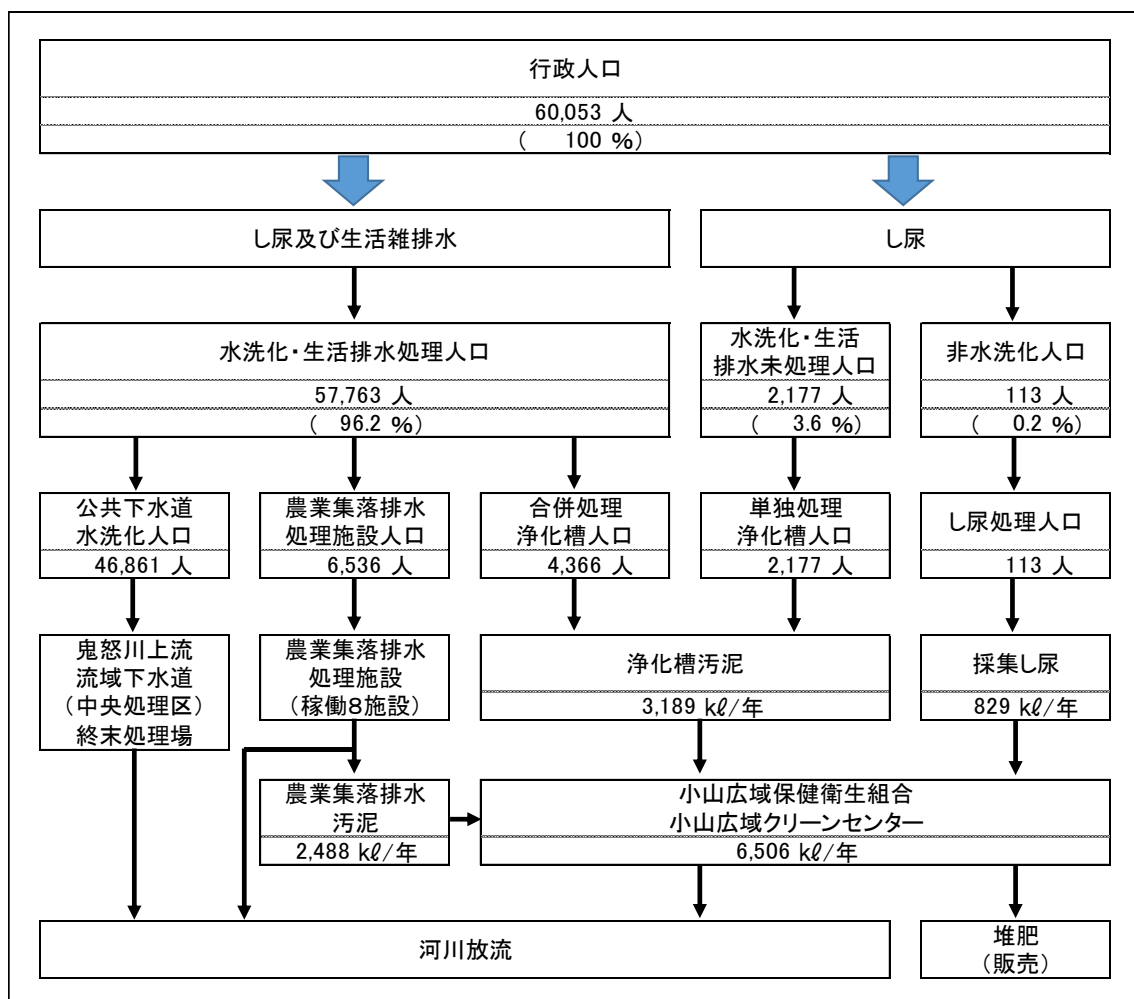 行政人口
60,053 人
( 100 %)
し尿及び生活雑排水
し尿
水洗化・生活排水処理人口
57,763 人
( 96.2 %)
水洗化・生活
排水未処理人口
2,177 人
( 3.6 %)
非水洗化人口
113 人
( 0.2 %)
公共下水道
水洗化人口
46,861 人
農業集落排水
処理施設人口
6,536 人
合併処理
浄化槽人口
4,366 人
単独処理
浄化槽人口
2,177 人
し尿処理人口
113 人
鬼怒川上流
流域下水道
(中央処理区)
終末処理場
農業集落排水
処理施設
(稼働8施設)
浄化槽汚泥
3,189 kℓ/年
採集し尿
829 kℓ/年
農業集落排水
汚泥
2,488 kℓ/年
小山広域保健衛生組合
小山広域クリーンセンター
6,506 kℓ/年
河川放流
堆肥
(販売)